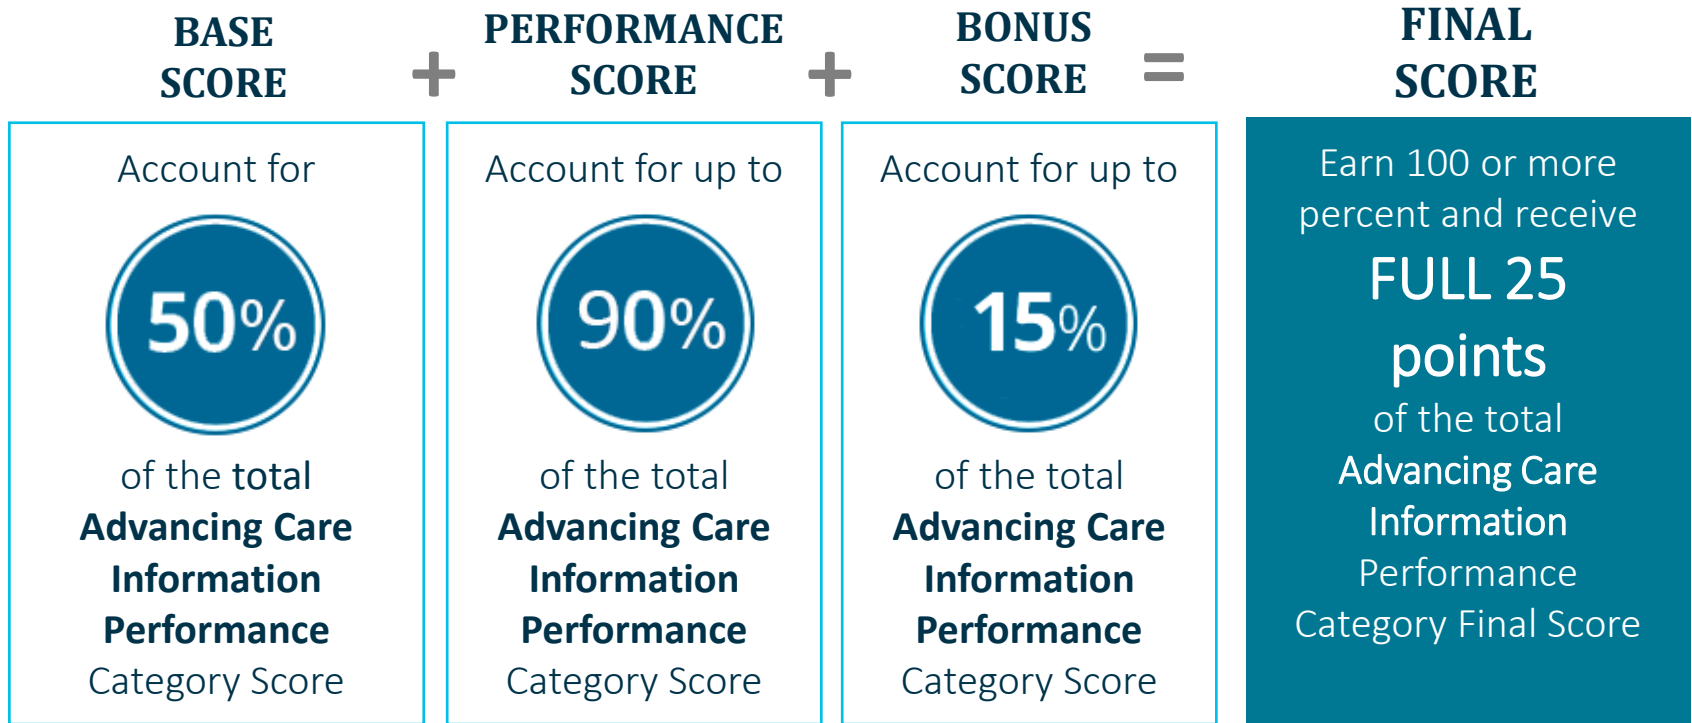 BASE
SCORE
+
PERFORMANCE
SCORE
+
BONUS
SCORE
=
FINAL
SCORE
Account for
50%
of the total
Advancing Care
Information
Performance
Category Score
Account for up to
90%
of the total
Advancing Care
Information
Performance
Category Score
Account for up to
15%
of the total
Advancing Care
Information
Performance
Category Score
Earn 100 or more
percent and receive
FULL 25
points
of the total
Advancing Care
Information
Performance
Category Final Score